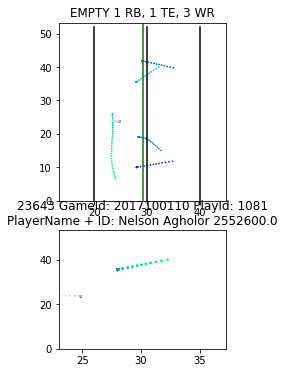 EMPTY 1 RB, 1 TE, 3 WR
50
40
30
20
10
0
20 30 40
23643 GameId: 2017100110 PlayId: 1081
PlayerName + ID: Nelson Agholor 2552600.0
40
20
0
25 30 35